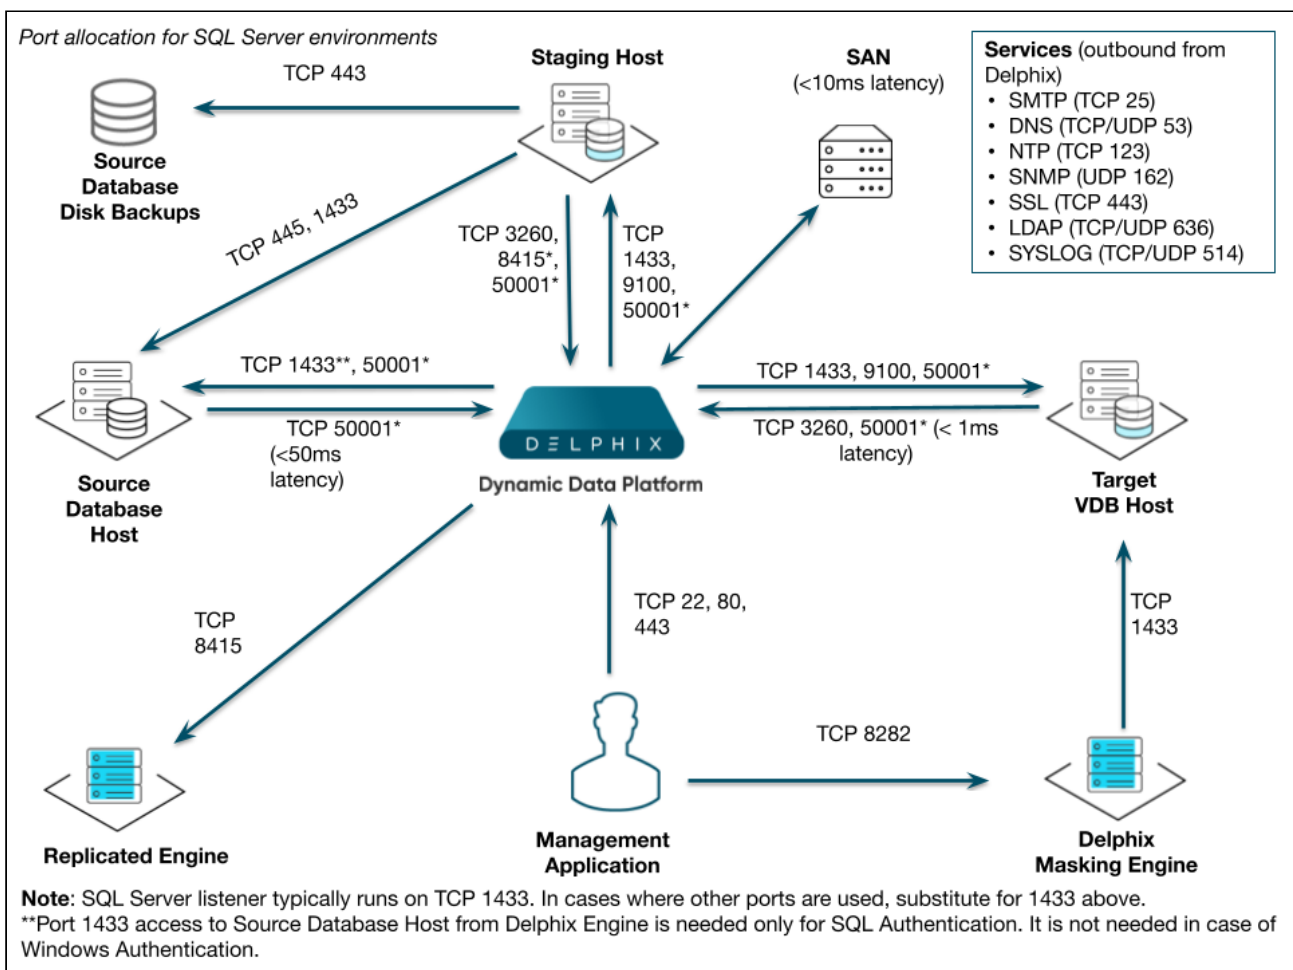 Port allocation for SQL Server environments
TCP 443
Staging Host
SAN
(<10ms latency)
Services (outbound from
Delphix)
• SMTP (TCP 25)
• DNS (TCP/UDP 53)
• NTP (TCP 123)
• SNMP (UDP 162)
• SSL (TCP 443)
• LDAP (TCP/UDP 636)
• SYSLOG (TCP/UDP 514)
Source
Database
Disk Backups
TCP 445, 1433
TCP 3260,
8415*,
50001*
TCP
1433,
9100,
50001*
TCP 1433**, 50001*
TCP 50001*
(<50ms
latency)
TCP 1433, 9100, 50001*
TCP 3260, 50001* (< 1ms
latency)
DELPHIX
Dynamic Data Platform
Source
Database
Host
Target
VDB Host
TCP
8415
TCP 22, 80,
443
TCP
1433
TCP 8282
Replicated Engine
Management
Application
Delphix
Masking Engine
Note: SQL Server listener typically runs on TCP 1433. In cases where other ports are used, substitute for 1433 above.
**Port 1433 access to Source Database Host from Delphix Engine is needed only for SQL Authentication. It is not needed in case of
Windows Authentication.